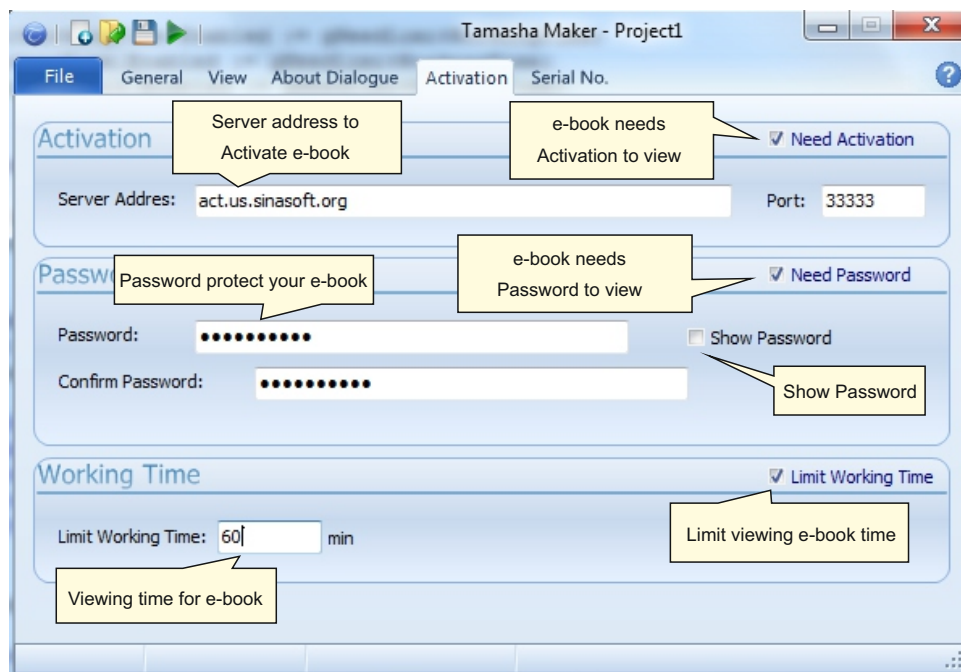 Tamasha Maker - Project1
File General View About Dialogue Activation Serial No.
Server address to
Activate e-book
e-book needs
Activation to view
Activation
Need Activation
Server Addres: act.us.sinasoft.org Port: 33333
e-book needs
Password to view
Passw
Password protect your e-book
Need Password
Password: ●●●●●●●●●●
Show Password
Confirm Password: ●●●●●●●●●●
Show Password
Working Time
Limit Working Time
Limit Working Time: 60 min
Limit viewing e-book time
Viewing time for e-book